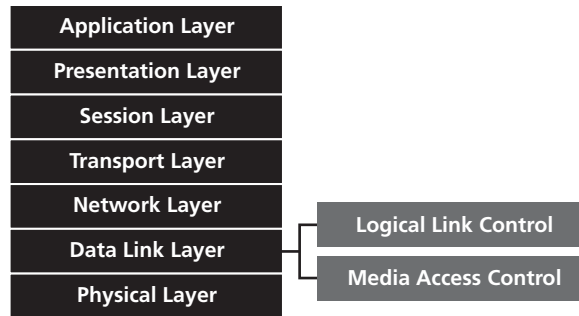 Application Layer
Presentation Layer
Session Layer
Transport Layer
Network Layer
Data Link Layer
Physical Layer
Logical Link Control
Media Access Control